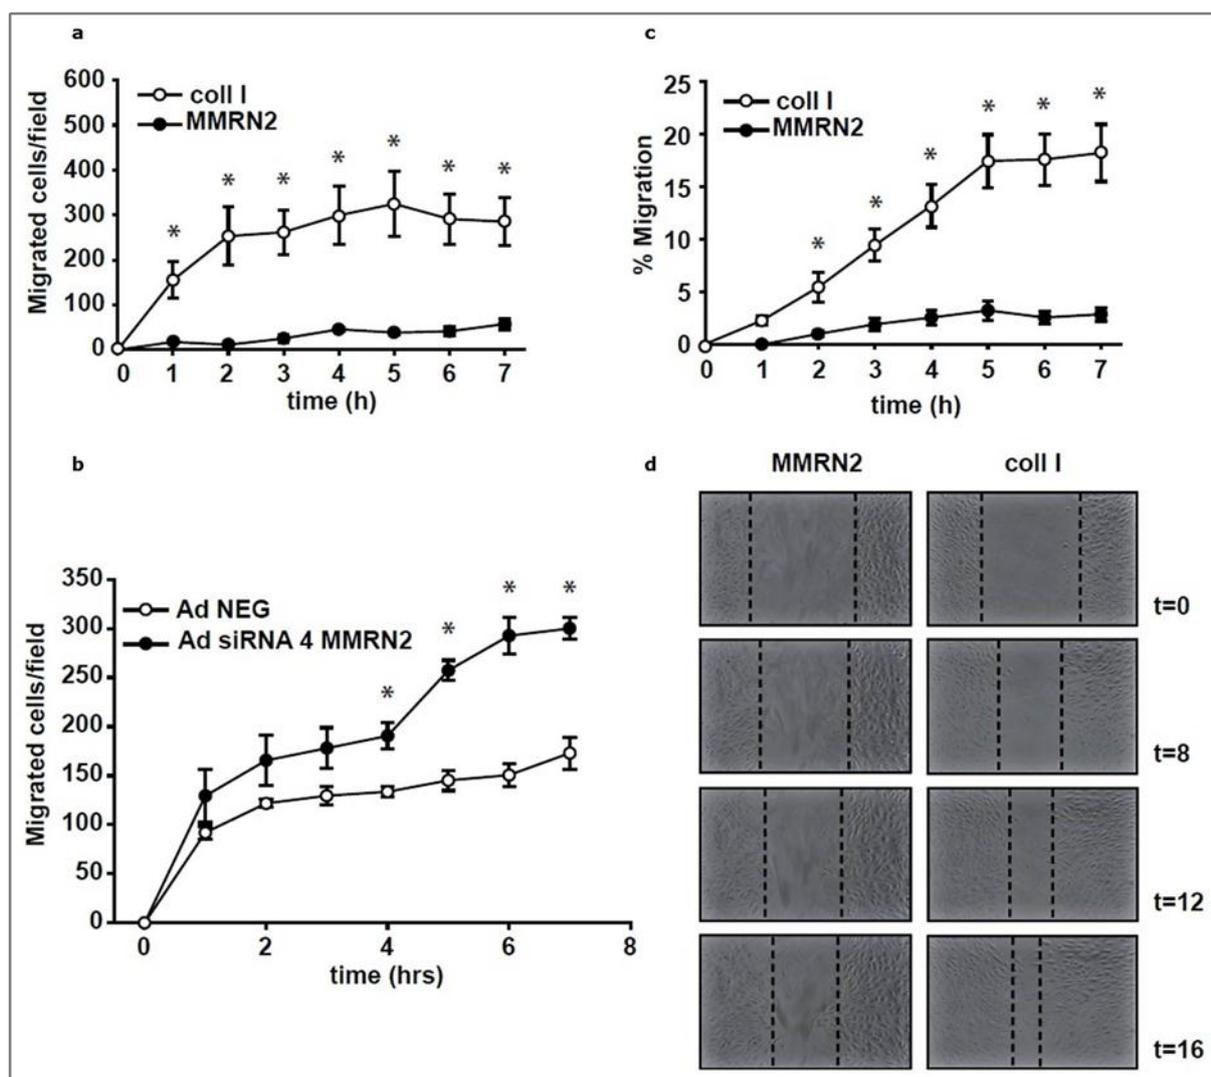 a
600
500
400
300
200
100
0
Migrated cells/field
coll I
MMRN2
* * * * * * *
0 1 2 3 4 5 6 7
time (h)
c
25
20
15
10
5
0
% Migration
coll I
MMRN2
* * * * * *
0 1 2 3 4 5 6 7
time (h)
b
350
300
250
200
150
100
50
0
Migrated cells/field
Ad NEG
Ad siRNA 4 MMRN2
* * * *
0 2 4 6 8
time (hrs)
d
MMRN2 coll I
t=0
t=8
t=12
t=16